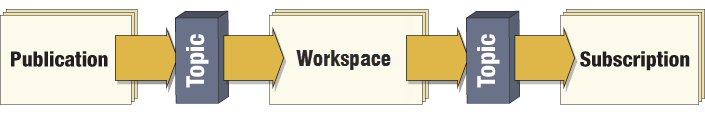 Publication
Topic
Workspace
Topic
Subscription